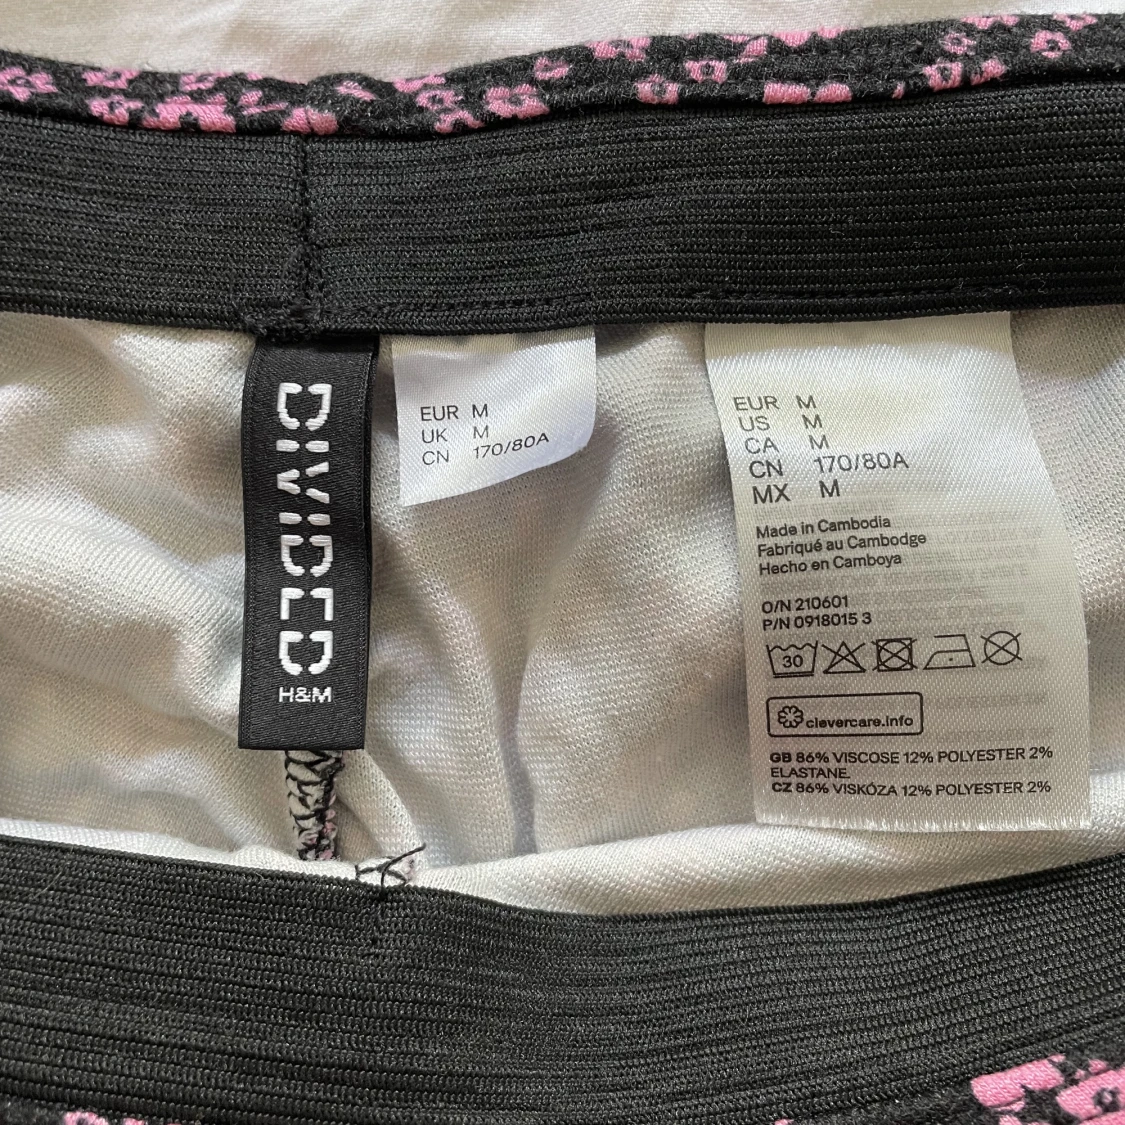 DIVIDED
H&M
EUR M
UK M
CN 170/80A
EUR M
US M
CA M
CN 170/80A
MX M
Made in Cambodia
Fabriqué au Cambodge
Hecho en Camboya
O/N 210601
P/N 0918015 3
30
clevercare.info
GB 86% VISCOSE 12% POLYESTER 2%
ELASTANE.
CZ 86% VISKÓZA 12% POLYESTER 2%